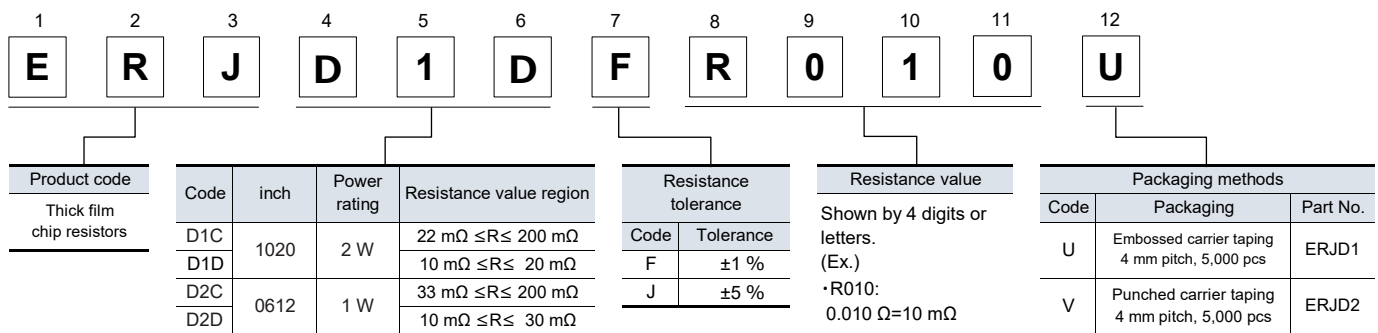 1 2 3 4 5 6 7 8 9 10 11 12
E R J D 1 D F R 0 1 0 U
Product code
Thick film
chip resistors
Code inch Power rating Resistance value region
D1C 1020 2 W 22 mΩ ≤R≤ 200 mΩ
D1D 10 mΩ ≤R≤ 20 mΩ
D2C 0612 1 W 33 mΩ ≤R≤ 200 mΩ
D2D 10 mΩ ≤R≤ 30 mΩ
Resistance
tolerance
Code Tolerance
F ±1 %
J ±5 %
Resistance value
Shown by 4 digits or
letters.
(Ex.)
・R010:
0.010 Ω=10 mΩ
Packaging methods
Code Packaging Part No.
U Embossed carrier taping
4 mm pitch, 5,000 pcs ERJD1
V Punched carrier taping
4 mm pitch, 5,000 pcs ERJD2